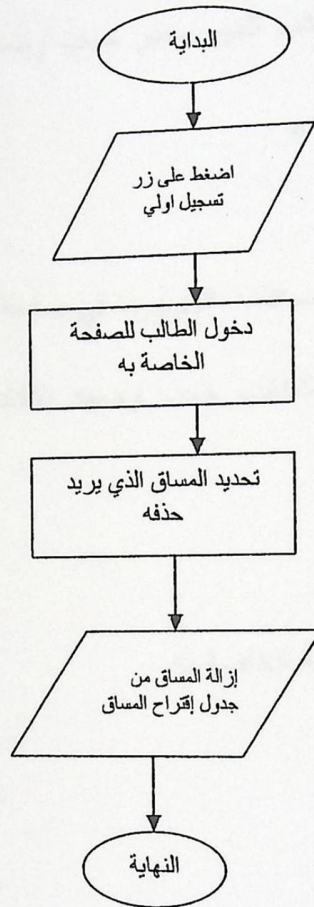 البداية
اضغط على زر
تسجيل اولي
دخول الطالب للصفحة
الخاصة به
تحديد المساق الذي يريد
حذفه
إزالة المساق من
جدول إقتراح المساق
النهاية